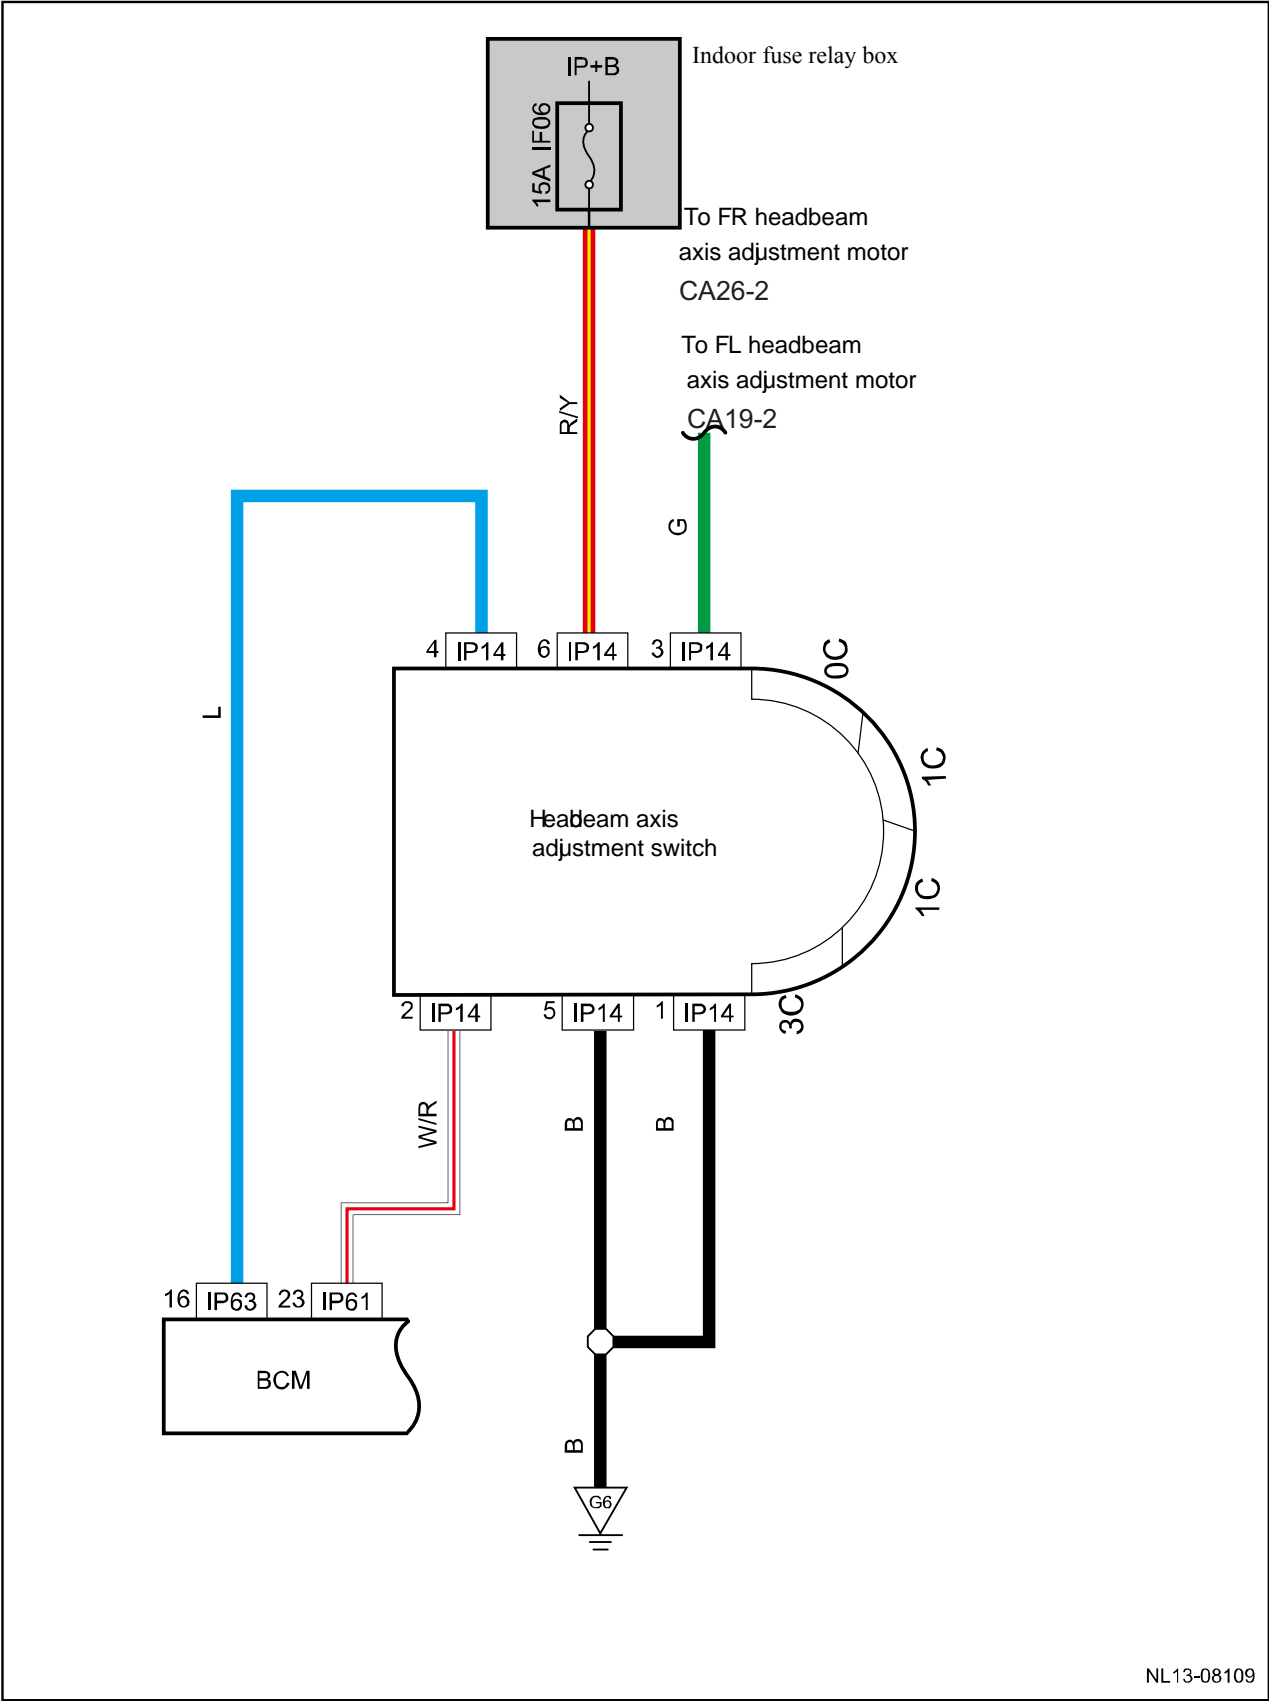 Indoor fuse relay box
IP+B
15A IF06
To FR headbeam
axis adjustment motor
CA26-2
To FL headbeam
axis adjustment motor
CA19-2
R/Y
G
L
4 IP14
6 IP14
3 IP14
0C
1C
1C
3C
Headbeam axis
adjustment switch
2 IP14
5 IP14
1 IP14
W/R
B
B
16 IP63
23 IP61
BCM
B
G6
NL13-08109